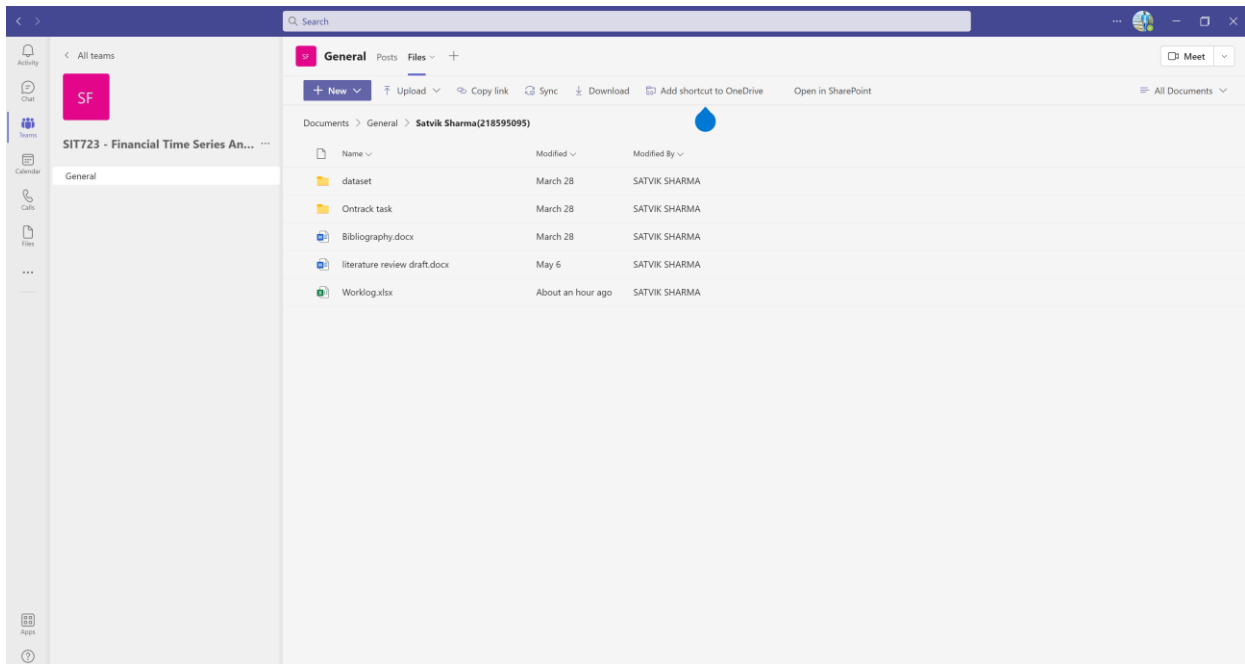 Search
Activity
Chat
Teams
Calendar
Calls
Files
Apps
All teams
SF
SIT723 - Financial Time Series An...
General
SF General Posts Files
Meet
New Upload Copy link Sync Download Add shortcut to OneDrive Open in SharePoint All Documents
Documents > General > Satvik Sharma(218595095)
Name Modified Modified By
dataset March 28 SATVIK SHARMA
Ontrack task March 28 SATVIK SHARMA
Bibliography.docx March 28 SATVIK SHARMA
literature review draft.docx May 6 SATVIK SHARMA
Worklog.xlsx About an hour ago SATVIK SHARMA